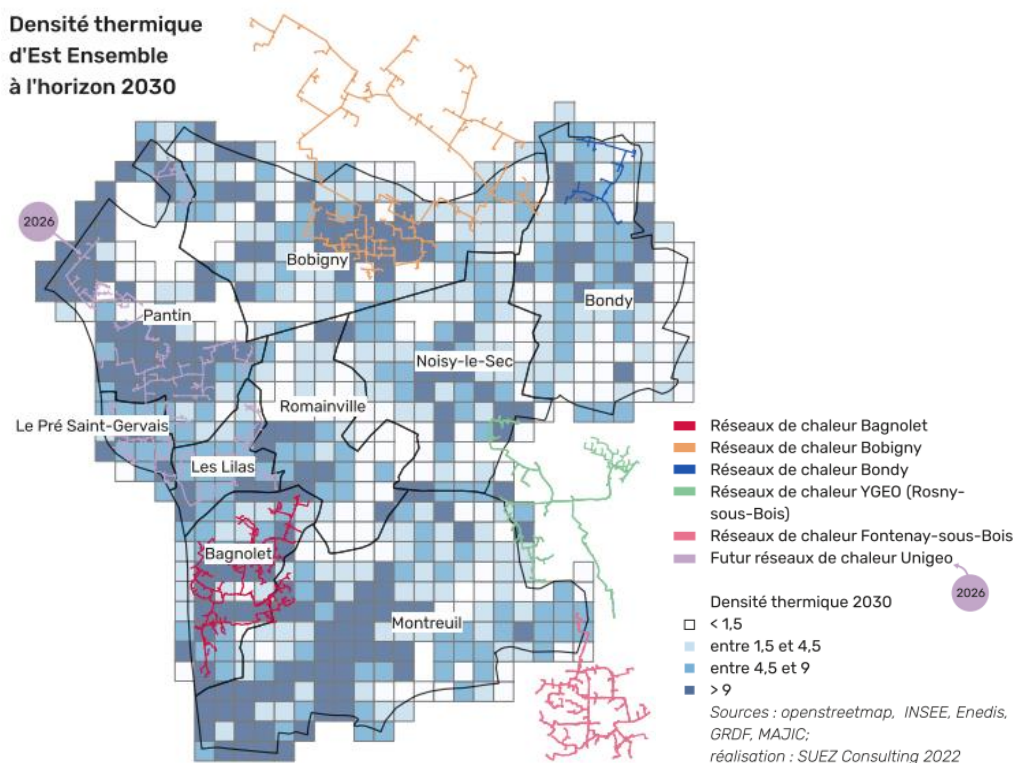 Densité thermique
d'Est Ensemble
à l'horizon 2030
2026
Bobigny
Bondy
Pantin
Noisy-le-Sec
Romainville
Le Pré Saint-Gervais
Les Lilas
Bagnolet
Montreuil
Réseaux de chaleur Bagnolet
Réseaux de chaleur Bobigny
Réseaux de chaleur Bondy
Réseaux de chaleur YGEO (Rosny-
sous-Bois)
Réseaux de chaleur Fontenay-sous-Bois
Futur réseaux de chaleur Unigeo
2026
Densité thermique 2030
< 1,5
entre 1,5 et 4,5
entre 4,5 et 9
> 9
Sources : openstreetmap, INSEE, Enedis,
GRDF, MAJIC;
réalisation : SUEZ Consulting 2022